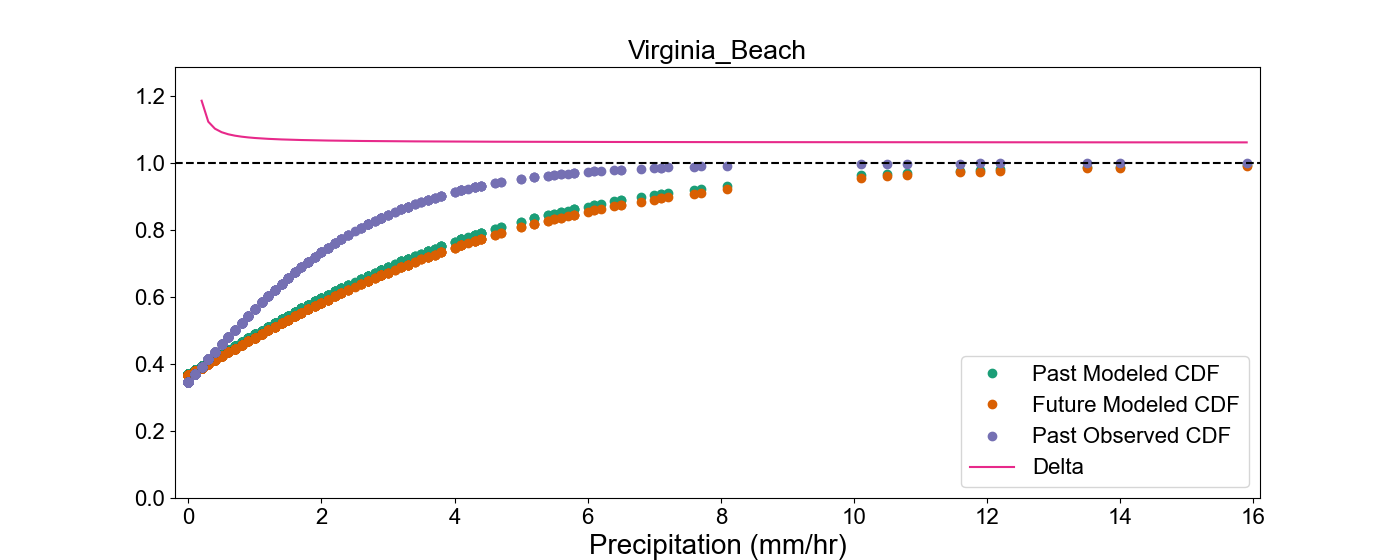 Virginia_Beach
1.2
1.0
0.8
0.6
0.4
0.2
0.0
Past Modeled CDF
Future Modeled CDF
Past Observed CDF
Delta
0 2 4 6 8 10 12 14 16
Precipitation (mm/hr)